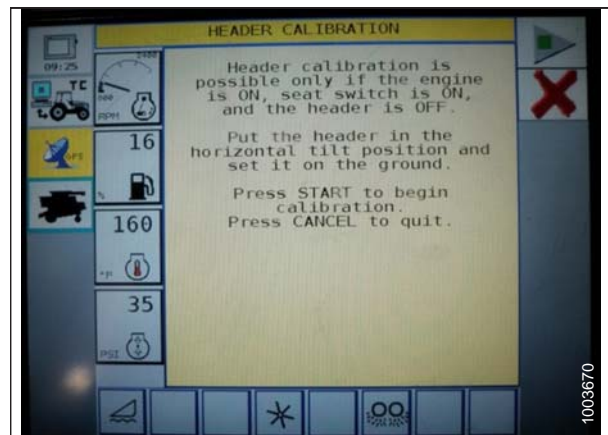 HEADER CALIBRATION
09:25
TC
GPS
2400
RPM
16
%
160
°F
35
PSI
Header calibration is
possible only if the engine
is ON, seat switch is ON,
and the header is OFF.
Put the header in the
horizontal tilt position and
set it on the ground.
Press START to begin
calibration.
Press CANCEL to quit.
1003670